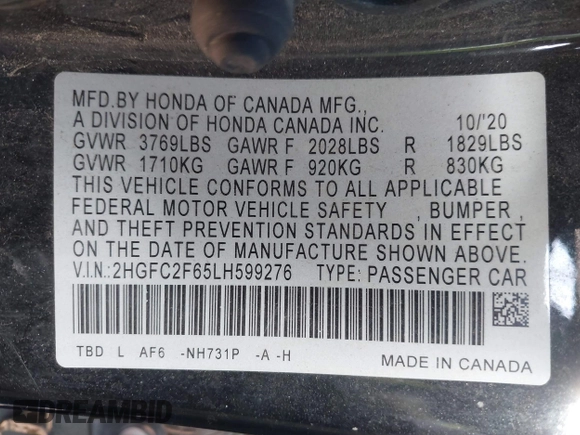 MFD.BY HONDA OF CANADA MFG.,
A DIVISION OF HONDA CANADA INC. 10/'20
GVWR 3769LBS GAWR F 2028LBS R 1829LBS
GVWR 1710KG GAWR F 920KG R 830KG
THIS VEHICLE CONFORMS TO ALL APPLICABLE
FEDERAL MOTOR VEHICLE SAFETY , BUMPER ,
AND THEFT PREVENTION STANDARDS IN EFFECT
ON THE DATE OF MANUFACTURE SHOWN ABOVE.
V.I.N.:2HGFC2F65LH599276 TYPE: PASSENGER CAR
TBD L AF6 -NH731P -A -H
MADE IN CANADA
DREAMBID